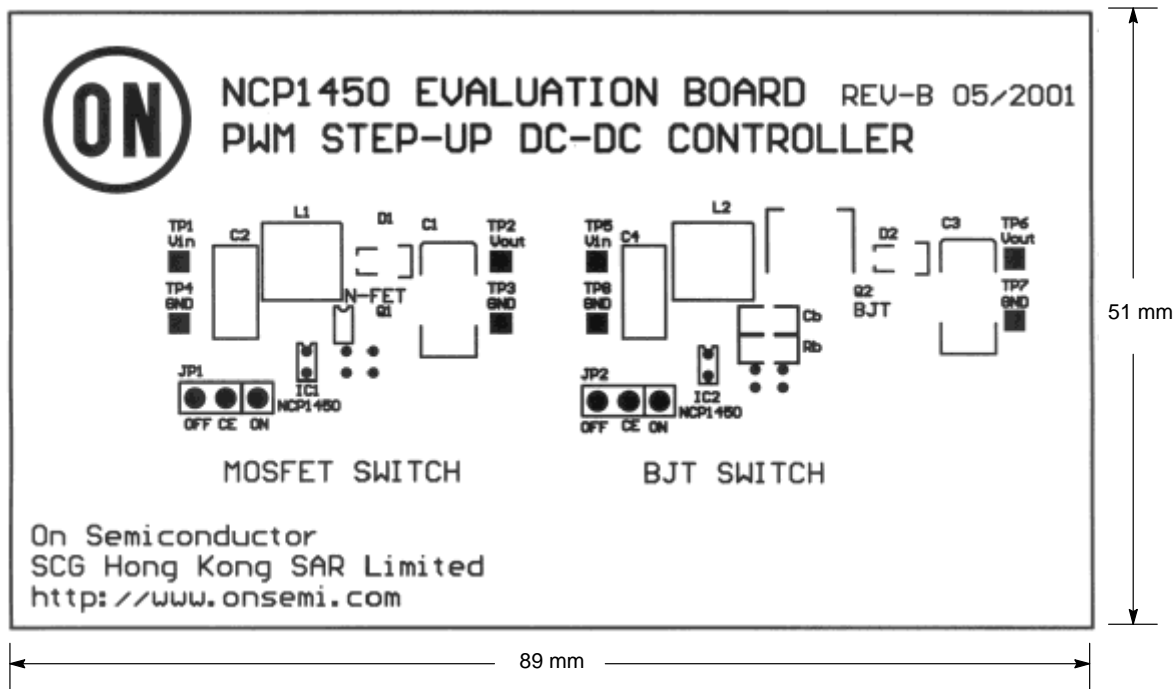 ON
NCP1450 EVALUATION BOARD REV-B 05/2001
PWM STEP-UP DC-DC CONTROLLER
TP1
Vin
C2
L1
D1
C1
TP2
Vout
TP4
GND
N-FET
Q1
TP3
GND
JP1
IC1
NCP1450
OFF CE ON
MOSFET SWITCH
TP5
Vin
C4
L2
D2
C3
TP6
Vout
TP8
GND
Q2
BJT
TP7
GND
Cb
Rb
JP2
IC2
NCP1450
OFF CE ON
BJT SWITCH
On Semiconductor
SCG Hong Kong SAR Limited
http://www.onsemi.com
51 mm
89 mm